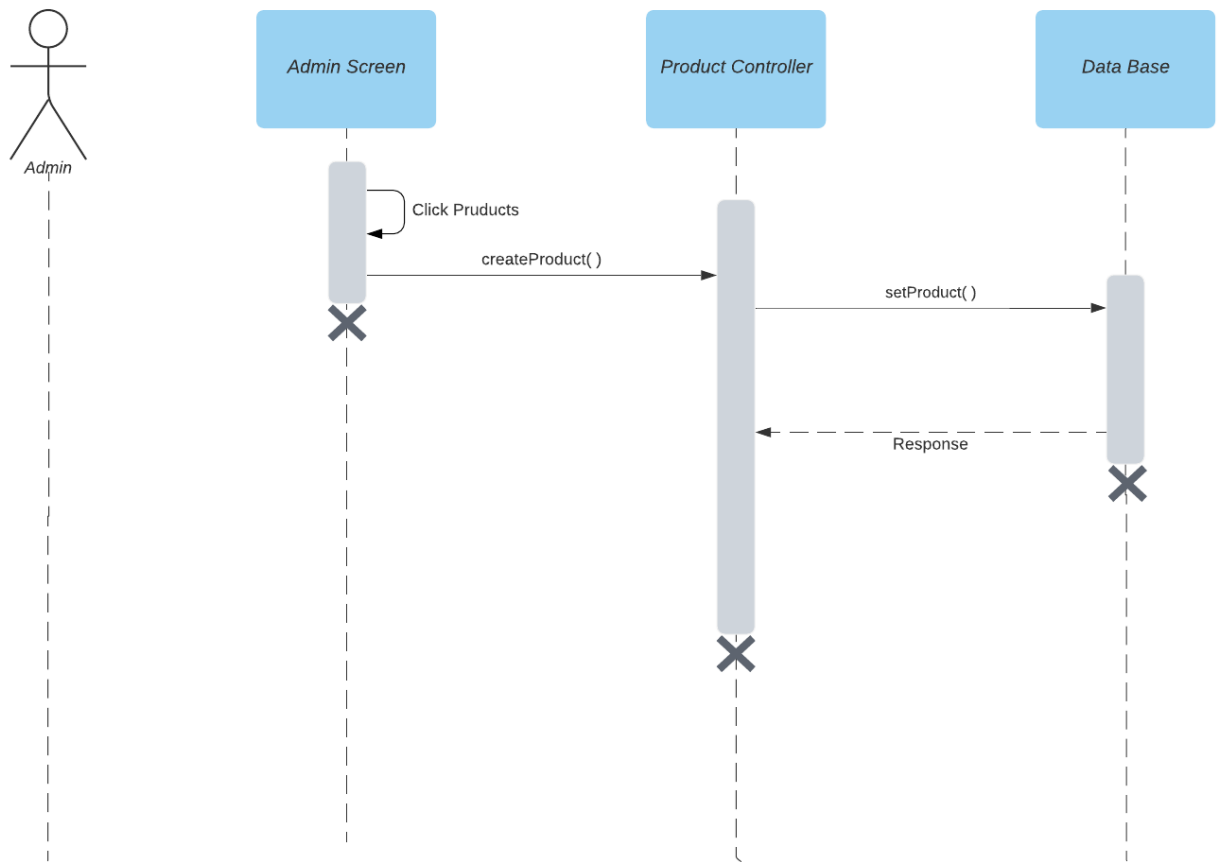 Admin Screen
Product Controller
Data Base
Admin
Click Pruducts
createProduct( )
setProduct( )
Response